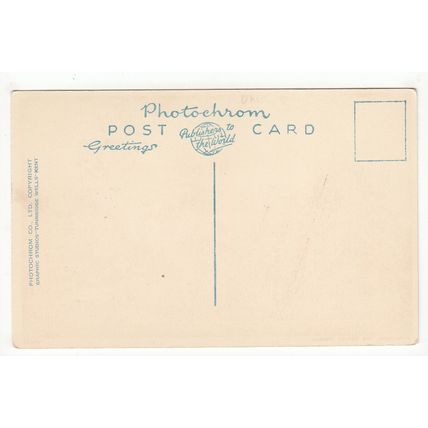 Photochrom
POST CARD
Publishers to
the World
Greetings
PHOTOCHROM CO., LTD. COPYRIGHT
GRAPHIC STUDIOS TUNBRIDGE WELLS KENT